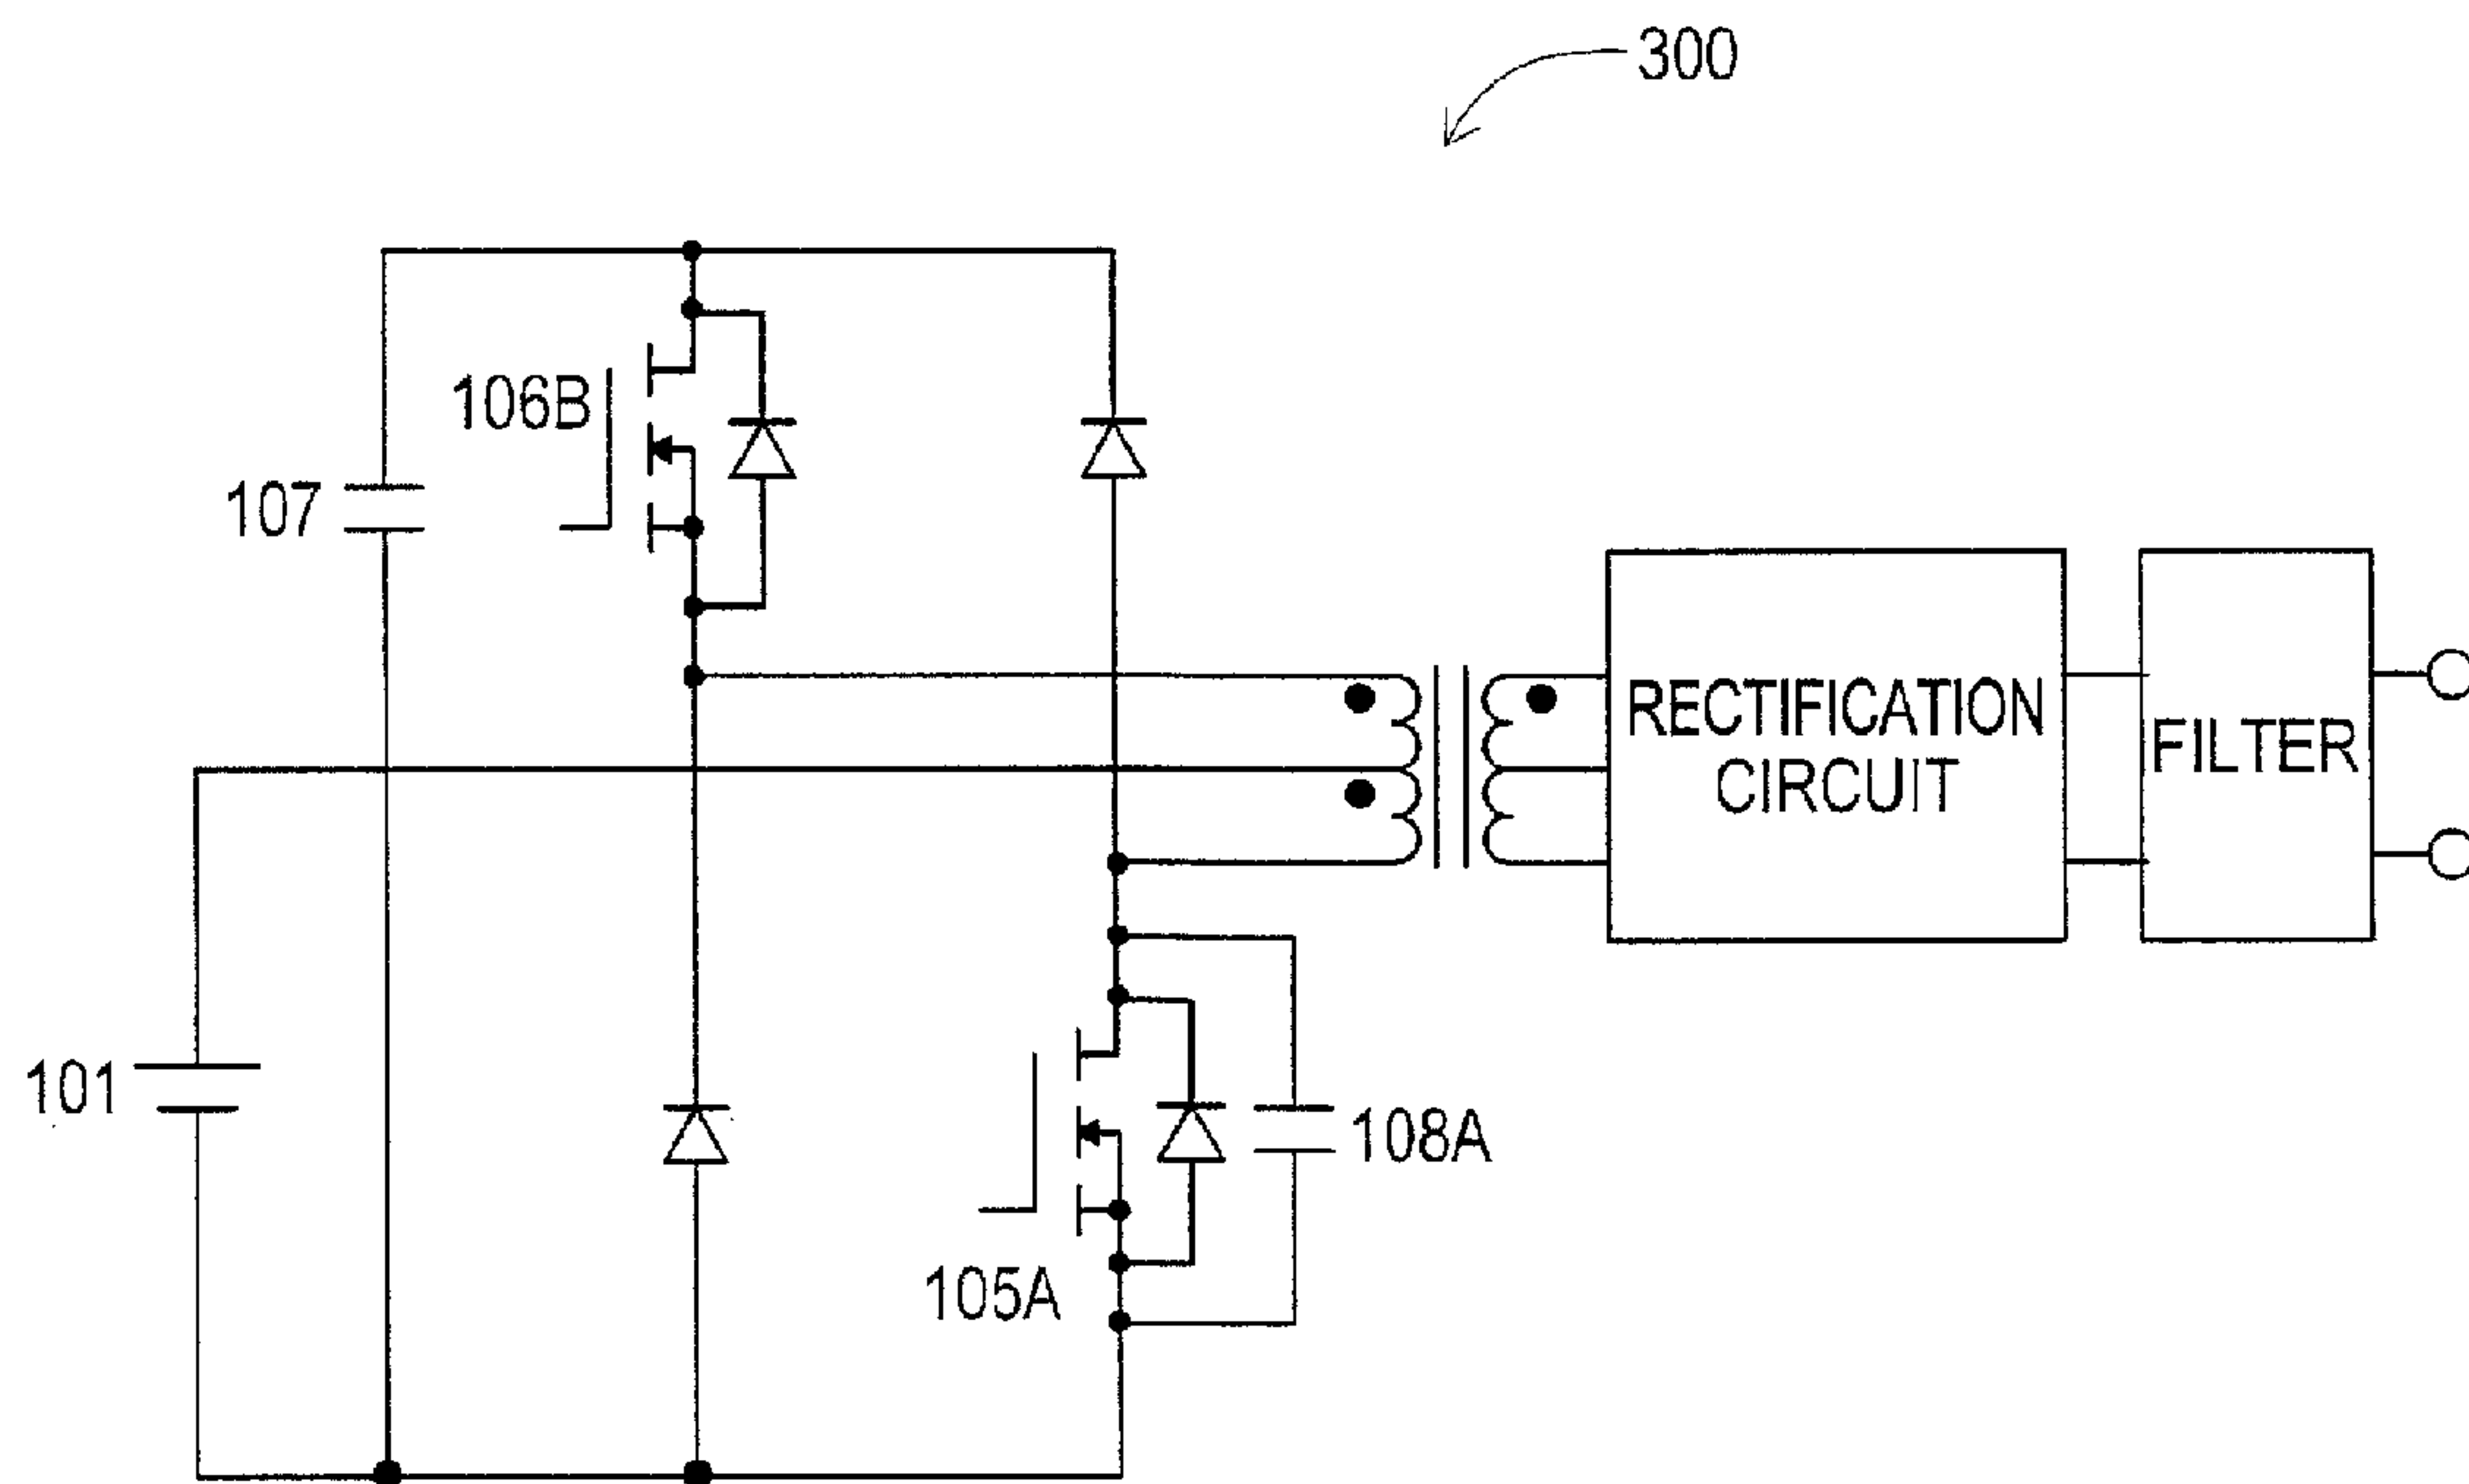 300
106B
107
RECTIFICATION
CIRCUIT
FILTER
101
108A
105A